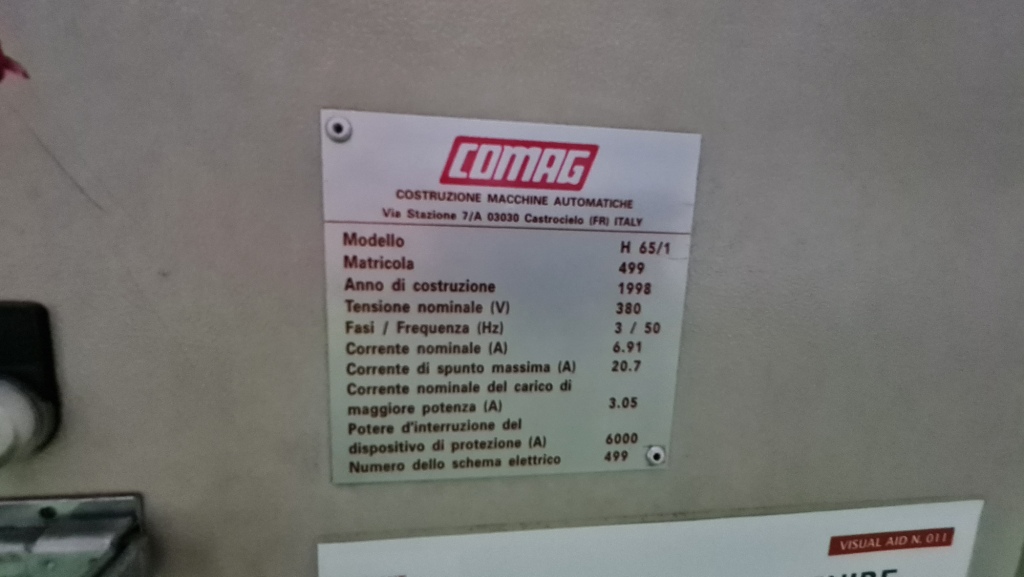 COMAG
COSTRUZIONE MACCHINE AUTOMATICHE
Via Stazione 7/A 03030 Castrocielo (FR) ITALY
Modello H 65/1
Matricola 499
Anno di costruzione 1998
Tensione nominale (V) 380
Fasi / Frequenza (Hz) 3 / 50
Corrente nominale (A) 6.91
Corrente di spunto massima (A) 20.7
Corrente nominale del carico di
maggiore potenza (A) 3.05
Potere d'interruzione del
dispositivo di protezione (A) 6000
Numero dello schema elettrico 499
VISUAL AID N. 011